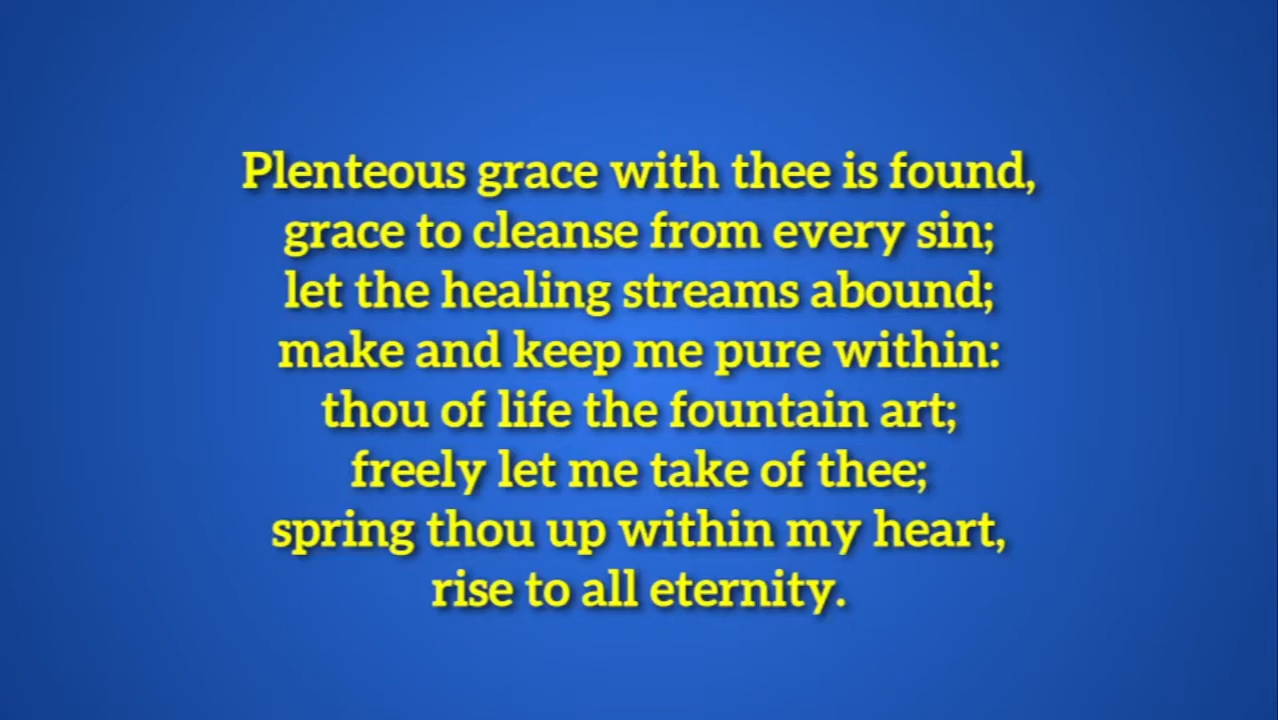 Plenteous grace with thee is found,
grace to cleanse from every sin;
let the healing streams abound;
make and keep me pure within:
thou of life the fountain art;
freely let me take of thee;
spring thou up within my heart,
rise to all eternity.